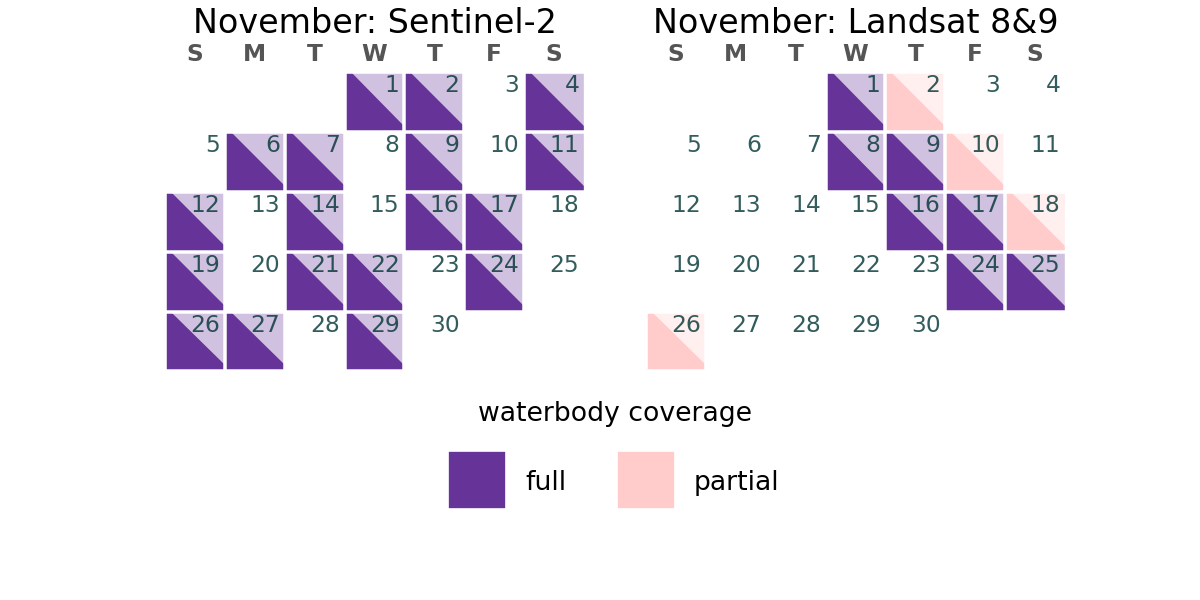 November: Sentinel-2
S M T W T F S
1 2 3 4
5 6 7 8 9 10 11
12 13 14 15 16 17 18
19 20 21 22 23 24 25
26 27 28 29 30
November: Landsat 8&9
S M T W T F S
1 2 3 4
5 6 7 8 9 10 11
12 13 14 15 16 17 18
19 20 21 22 23 24 25
26 27 28 29 30
waterbody coverage
full partial